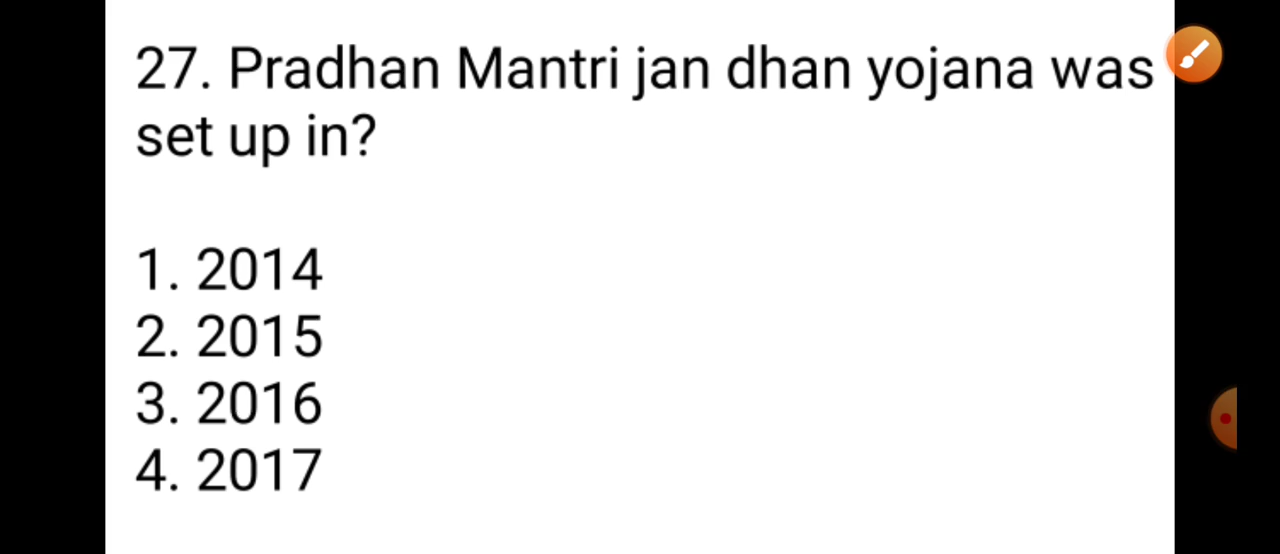 27. Pradhan Mantri jan dhan yojana was
set up in?
1. 2014
2. 2015
3. 2016
4. 2017